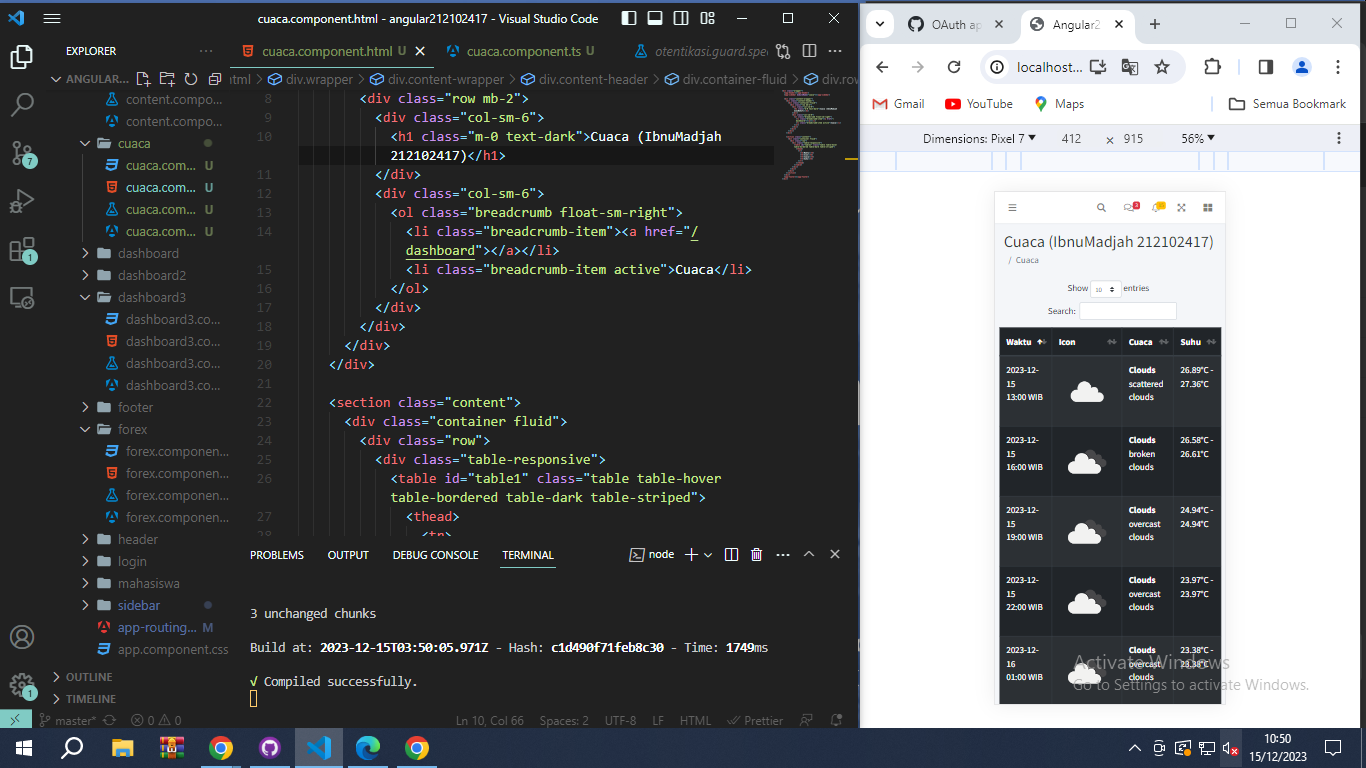 cuaca.component.html - angular212102417 - Visual Studio Code
EXPLORER
ANGULAR...
content.compo...
content.compo...
cuaca
cuaca.com... U
cuaca.com... U
cuaca.com... U
cuaca.com... U
dashboard
dashboard2
dashboard3
dashboard3.co...
dashboard3.co...
dashboard3.co...
dashboard3.co...
footer
forex
forex.componen...
forex.componen...
forex.componen...
forex.componen...
header
login
mahasiswa
sidebar
app-routing... M
app.component.css
OUTLINE
TIMELINE
7
1
1
cuaca.component.html U
cuaca.component.ts U
otentikasi.guard.spe
html > div.wrapper > div.content-wrapper > div.content-header > div.container-fluid > div.row
8 <div class="row mb-2">
9 <div class="col-sm-6">
10 <h1 class="m-0 text-dark">Cuaca (IbnuMadjah
212102417)</h1>
11 </div>
12 <div class="col-sm-6">
13 <ol class="breadcrumb float-sm-right">
14 <li class="breadcrumb-item"><a href="/
dashboard"></a></li>
15 <li class="breadcrumb-item active">Cuaca</li>
16 </ol>
17 </div>
18 </div>
19 </div>
20 </div>
21
22 <section class="content">
23 <div class="container fluid">
24 <div class="row">
25 <div class="table-responsive">
26 <table id="table1" class="table table-hover
table-bordered table-dark table-striped">
27 <thead>
28 <tr>
PROBLEMS OUTPUT DEBUG CONSOLE TERMINAL node
3 unchanged chunks
Build at: 2023-12-15T03:50:05.971Z - Hash: c1d490f71feb8c30 - Time: 1749ms
√ Compiled successfully.
master* 0 0 Ln 10, Col 66 Spaces: 2 UTF-8 LF HTML Prettier
OAuth ap
Angular2
localhost...
Gmail YouTube Maps Semua Bookmark
Dimensions: Pixel 7 412 × 915 56%
3
Cuaca (IbnuMadjah 212102417)
/ Cuaca
Show 10 entries
Search:
Waktu Icon Cuaca Suhu
2023-12-
15
13:00 WIB
Clouds
scattered
clouds
26.89°C -
27.36°C
2023-12-
15
16:00 WIB
Clouds
broken
clouds
26.58°C -
26.61°C
2023-12-
15
19:00 WIB
Clouds
overcast
clouds
24.94°C -
24.94°C
2023-12-
15
22:00 WIB
Clouds
overcast
clouds
23.97°C -
23.97°C
2023-12-
16
01:00 WIB
Clouds
overcast
clouds
23.38°C -
23.38°C
Activate Windows
Go to Settings to activate Windows.
10:50
15/12/2023